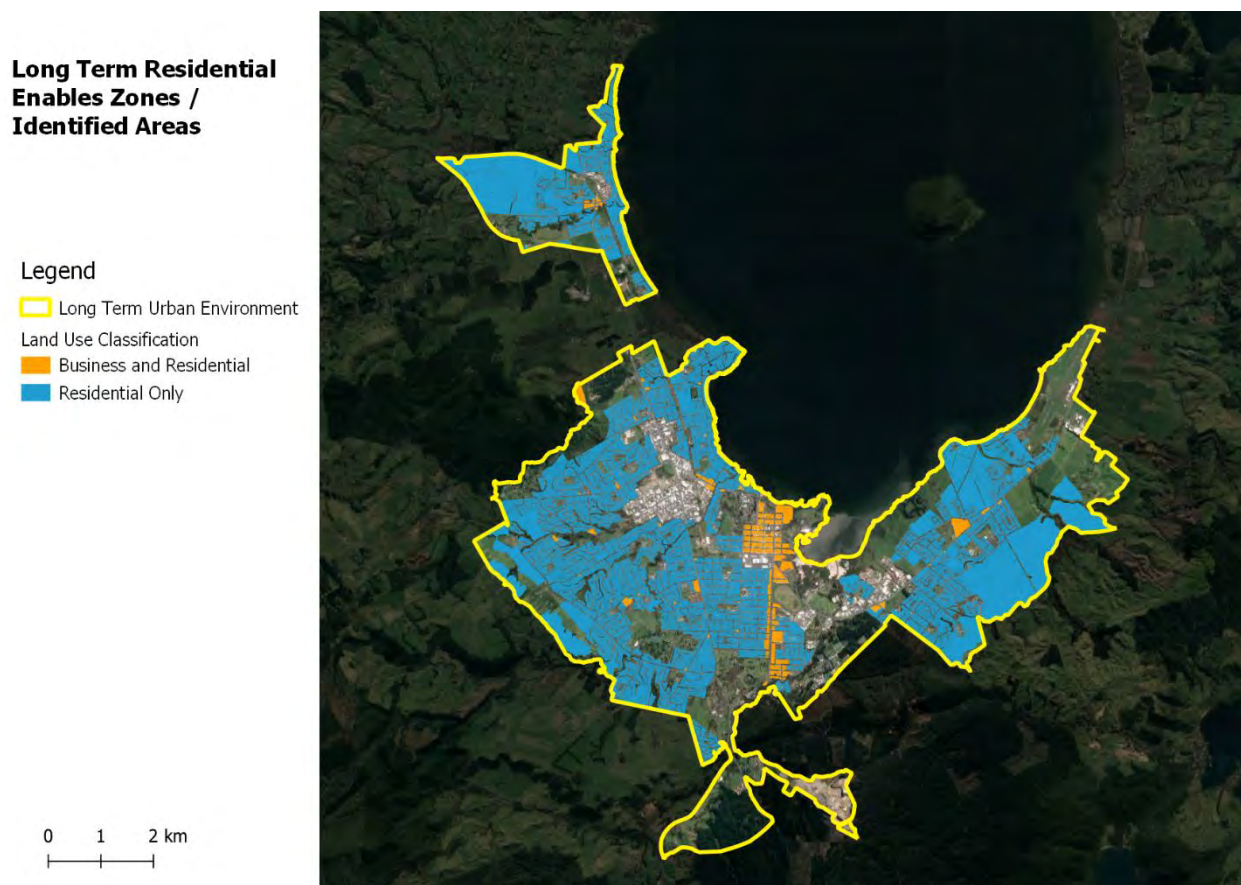 Long Term Residential
Enables Zones /
Identified Areas
Legend
Long Term Urban Environment
Land Use Classification
Business and Residential
Residential Only
0 1 2 km